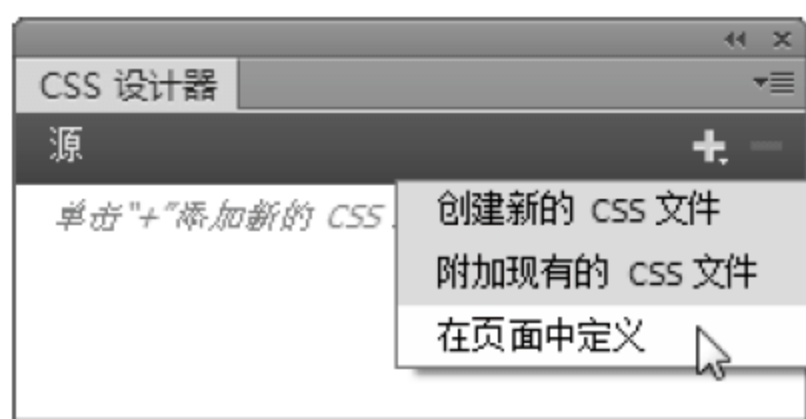 CSS 设计器
源
单击"+"添加新的 CSS
创建新的 CSS 文件
附加现有的 CSS 文件
在页面中定义